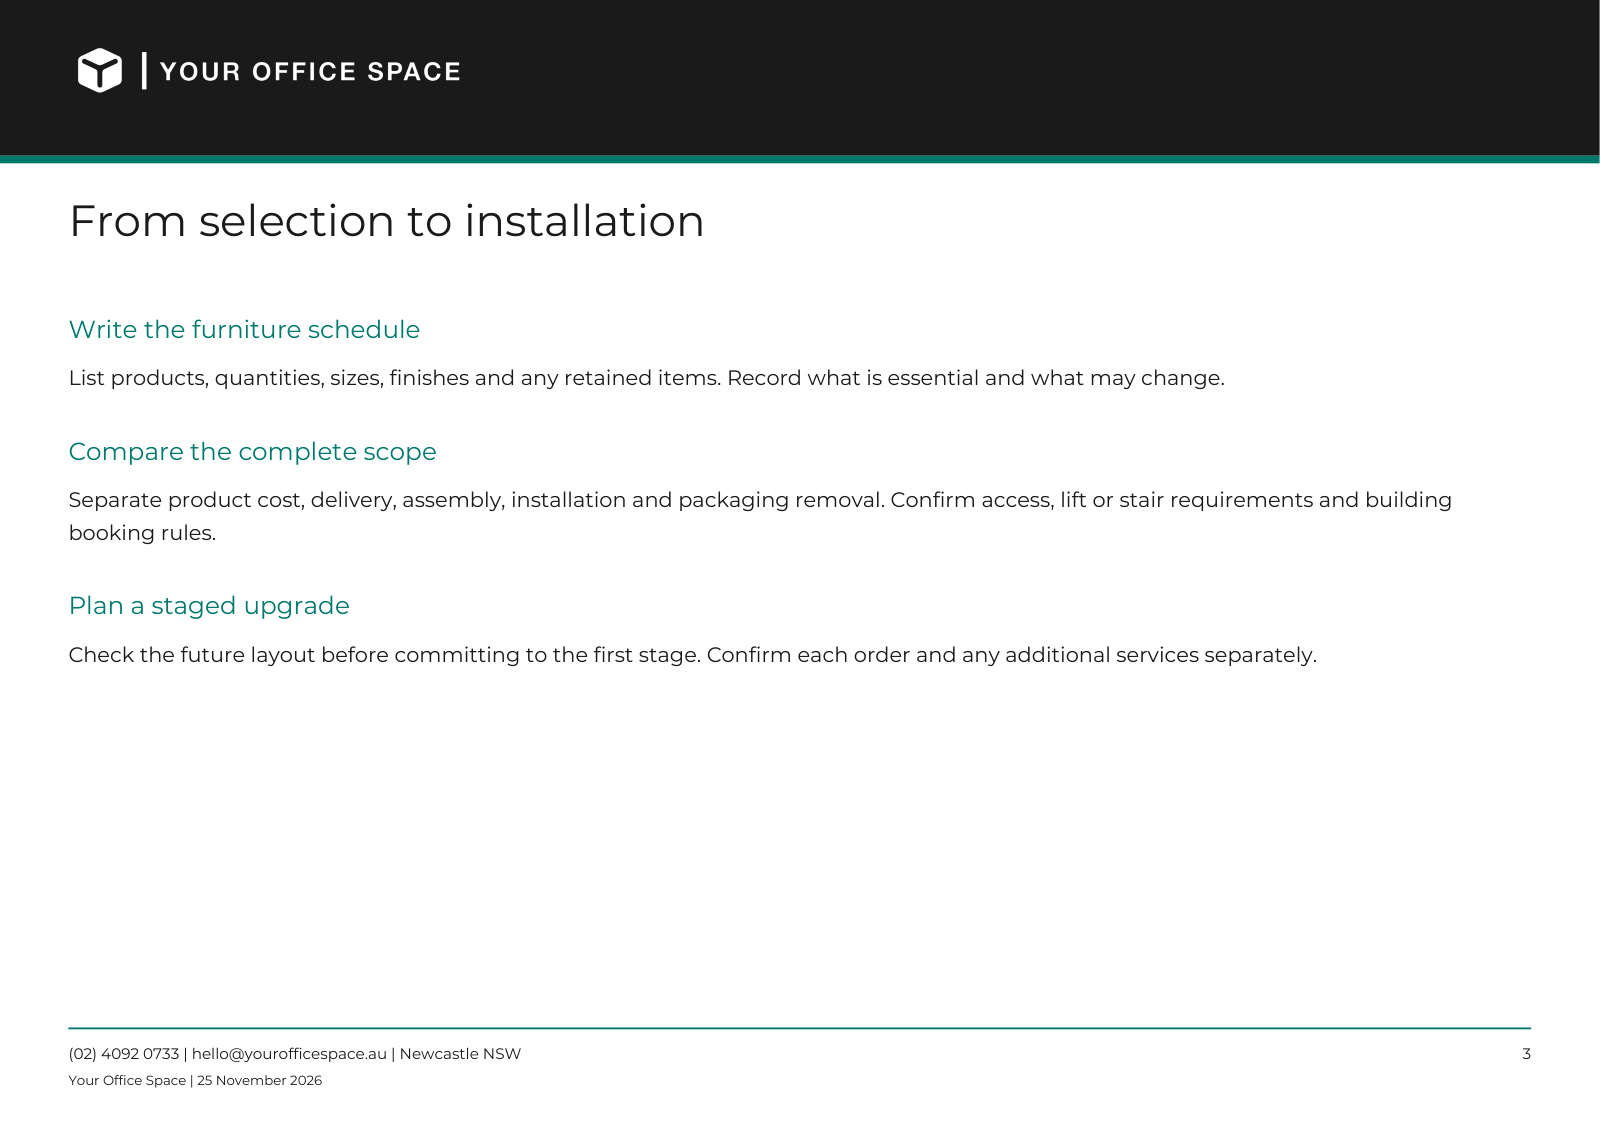 YOUR OFFICE SPACE
From selection to installation
Write the furniture schedule
List products, quantities, sizes, finishes and any retained items. Record what is essential and what may change.
Compare the complete scope
Separate product cost, delivery, assembly, installation and packaging removal. Confirm access, lift or stair requirements and building
booking rules.
Plan a staged upgrade
Check the future layout before committing to the first stage. Confirm each order and any additional services separately.
(02) 4092 0733 | hello@yourofficespace.au | Newcastle NSW
3
Your Office Space | 25 November 2026